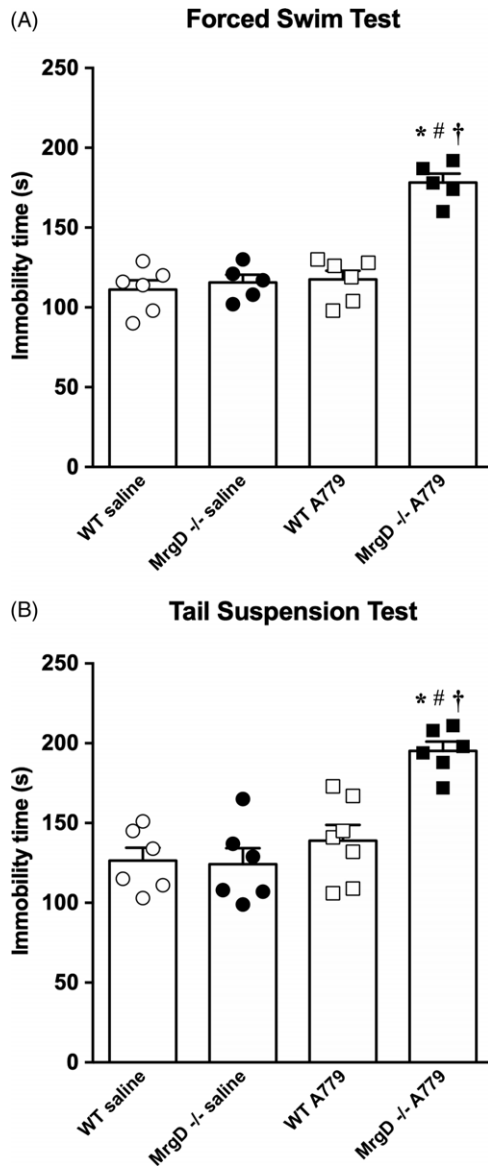 (A)
Forced Swim Test
Immobility time (s)
250
200
150
100
50
0
* # †
WT saline
MrgD -/- saline
WT A779
MrgD -/- A779
(B)
Tail Suspension Test
Immobility time (s)
250
200
150
100
50
0
* # †
WT saline
MrgD -/- saline
WT A779
MrgD -/- A779